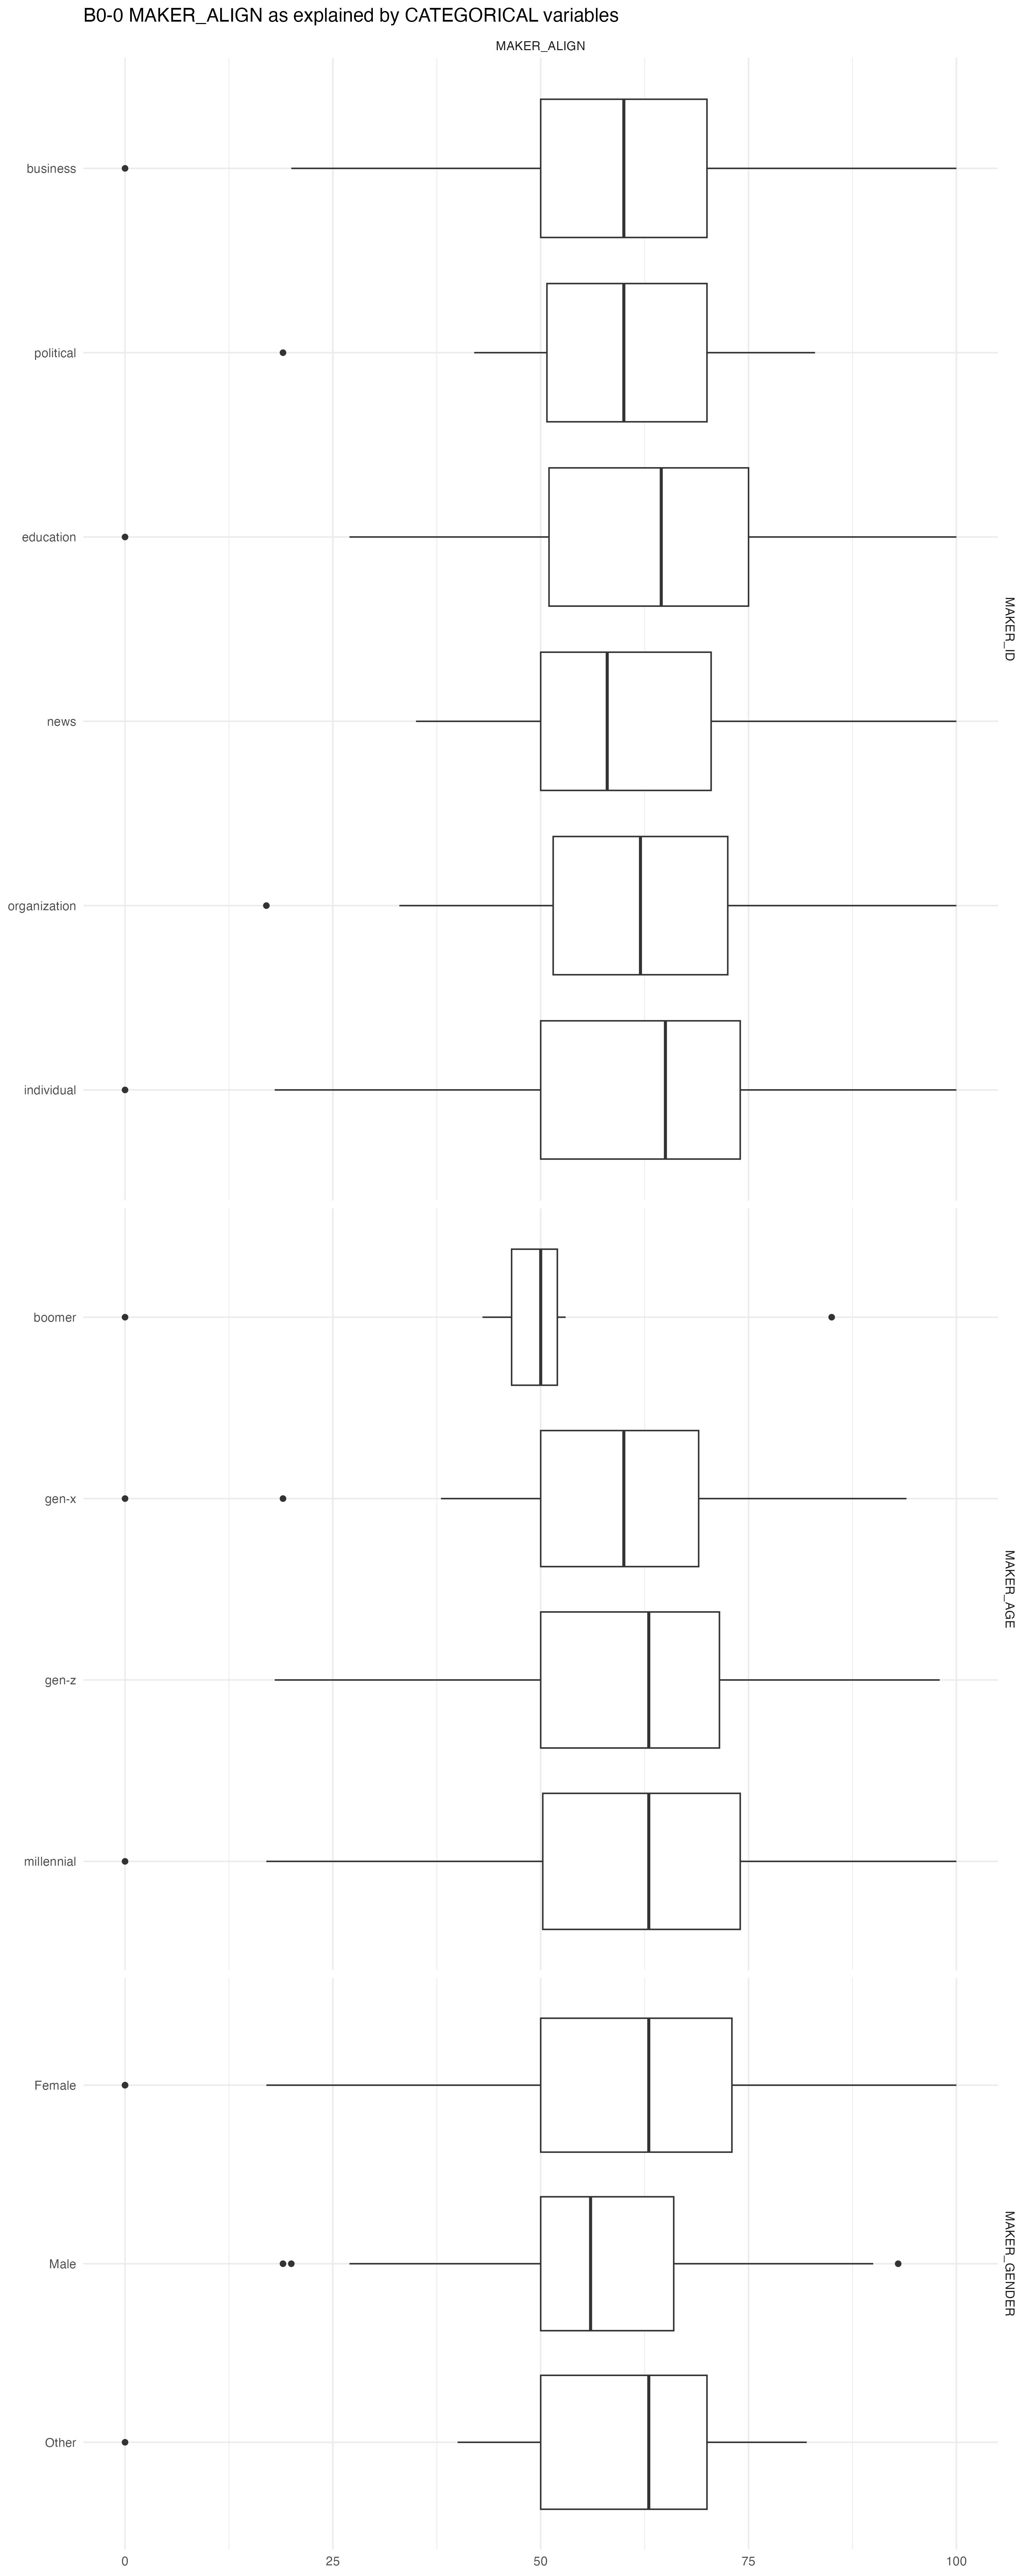 B0-0 MAKER_ALIGN as explained by CATEGORICAL variables
MAKER_ALIGN
business
political
education
news
organization
individual
MAKER_ID
boomer
gen-x
gen-z
millennial
MAKER_AGE
Female
Male
Other
MAKER_GENDER
0 25 50 75 100